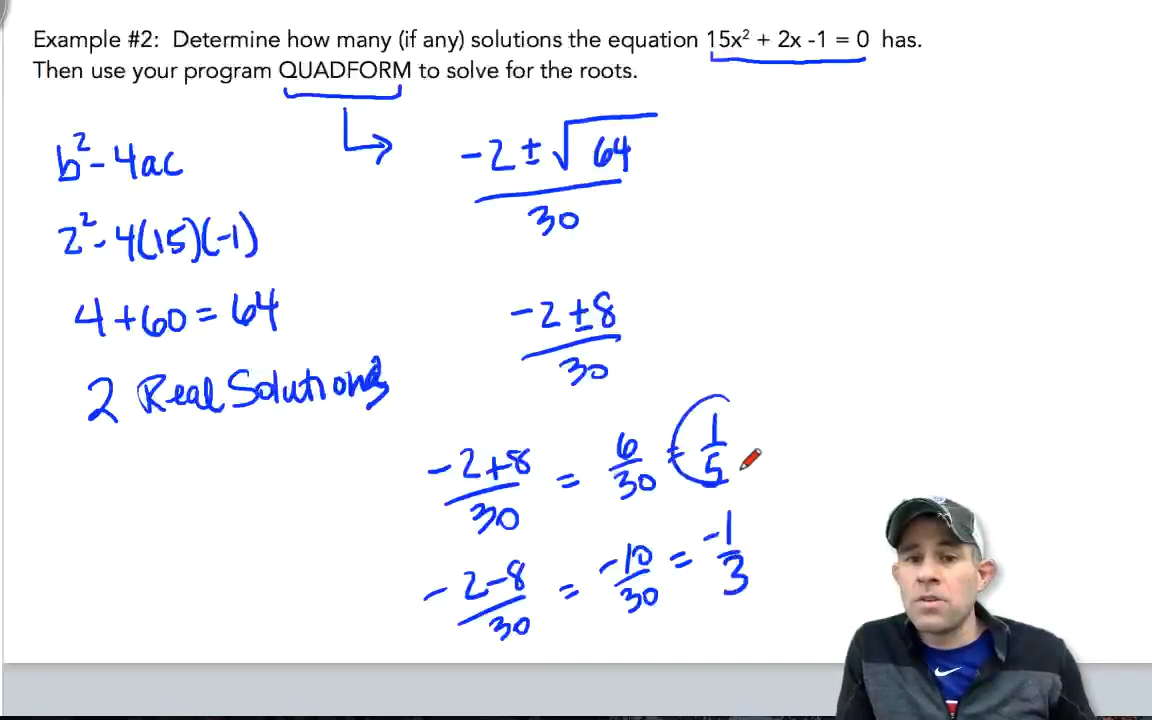 Example #2: Determine how many (if any) solutions the equation 15x² + 2x -1 = 0 has.
Then use your program QUADFORM to solve for the roots.
b² - 4ac
2² - 4(15)(-1)
4 + 60 = 64
2 Real Solutions
-2 ± √64 / 30
-2 ± 8 / 30
-2 + 8 / 30 = 6/30 = 1/5
-2 - 8 / 30 = -10/30 = -1/3